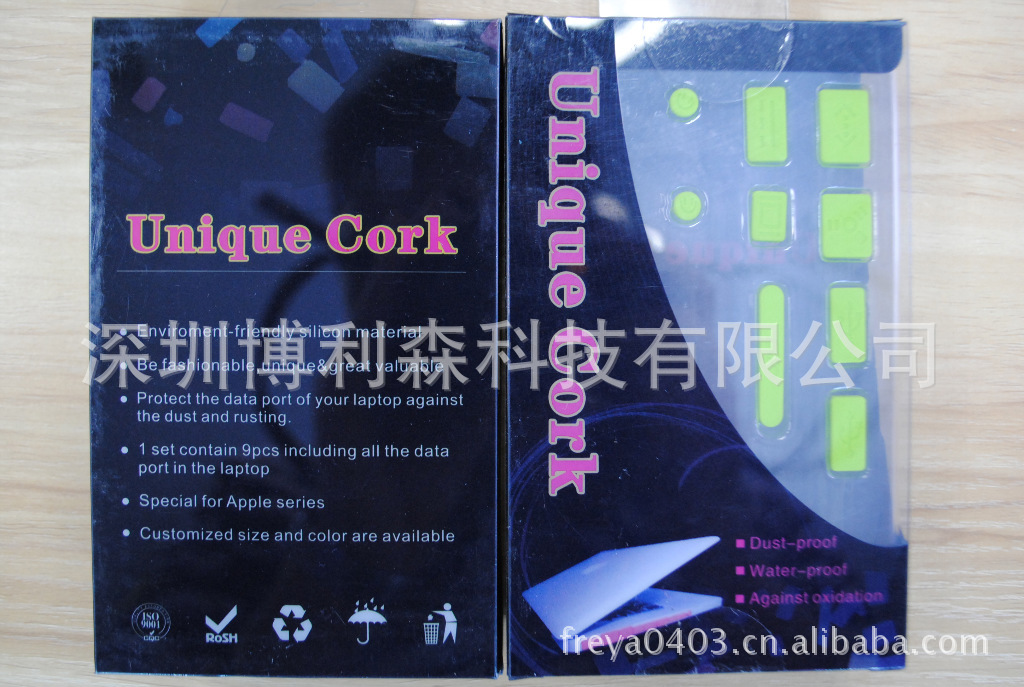 Unique Cork
Enviroment-friendly silicon material
Be fashionable,unique&great valuable
Protect the data port of your laptop against
the dust and rusting.
1 set contain 9pcs including all the data
port in the laptop
Special for Apple series
Customized size and color are available
ISO
9001
RoSH
Unique Cork
Dust-proof
Water-proof
Against oxidation
深圳博利森科技有限公司
freya0403.cn.alibaba.com